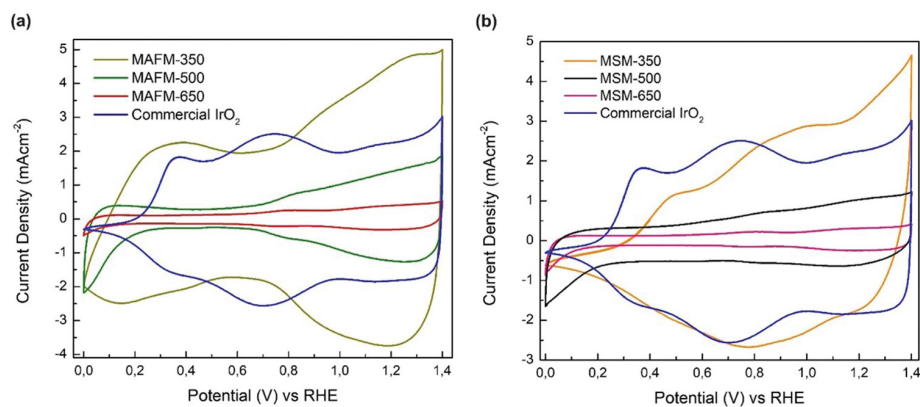 (a)
MAFM-350
MAFM-500
MAFM-650
Commercial IrO₂
Current Density (mAcm⁻²)
5
4
3
2
1
0
-1
-2
-3
-4
0,0 0,2 0,4 0,6 0,8 1,0 1,2 1,4
Potential (V) vs RHE
(b)
MSM-350
MSM-500
MSM-650
Commercial IrO₂
Current Density (mAcm⁻²)
5
4
3
2
1
0
-1
-2
-3
0,0 0,2 0,4 0,6 0,8 1,0 1,2 1,4
Potential (V) vs RHE